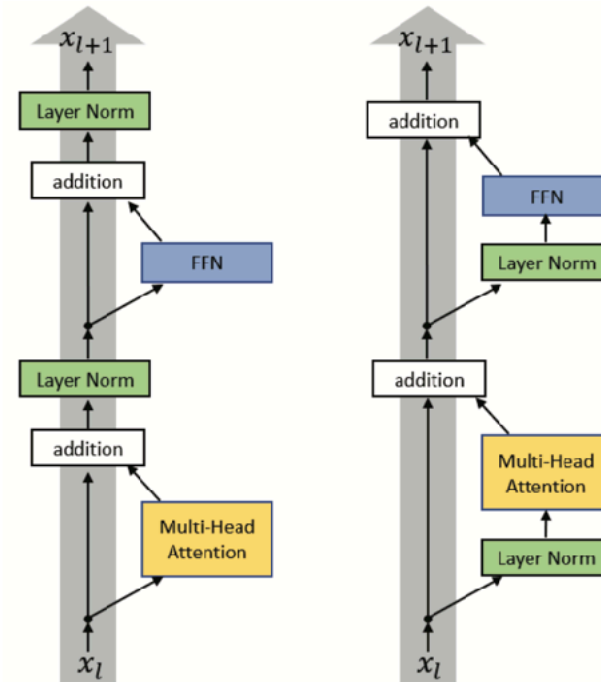 x_{l+1}
Layer Norm
addition
FFN
Layer Norm
addition
Multi-Head
Attention
x_l
x_{l+1}
addition
FFN
Layer Norm
addition
Multi-Head
Attention
Layer Norm
x_l